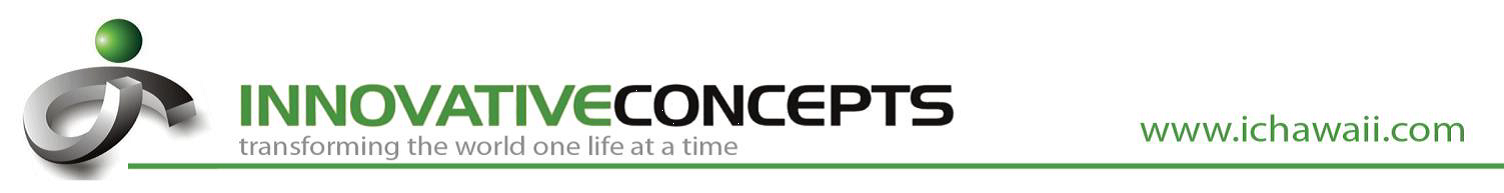 INNOVATIVECONCEPTS
transforming the world one life at a time
www.ichawaii.com